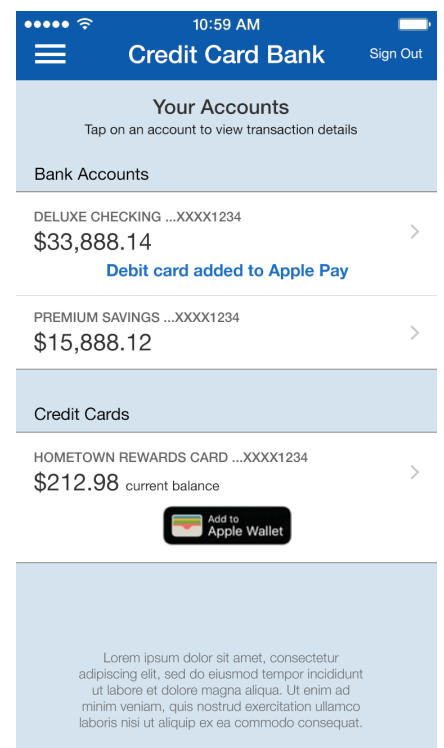 10:59 AM
Credit Card Bank
Sign Out
Your Accounts
Tap on an account to view transaction details
Bank Accounts
DELUXE CHECKING ...XXXX1234
$33,888.14
Debit card added to Apple Pay
PREMIUM SAVINGS ...XXXX1234
$15,888.12
Credit Cards
HOMETOWN REWARDS CARD ...XXXX1234
$212.98 current balance
Add to
Apple Wallet
Lorem ipsum dolor sit amet, consectetur
adipiscing elit, sed do eiusmod tempor incididunt
ut labore et dolore magna aliqua. Ut enim ad
minim veniam, quis nostrud exercitation ullamco
laboris nisi ut aliquip ex ea commodo consequat.